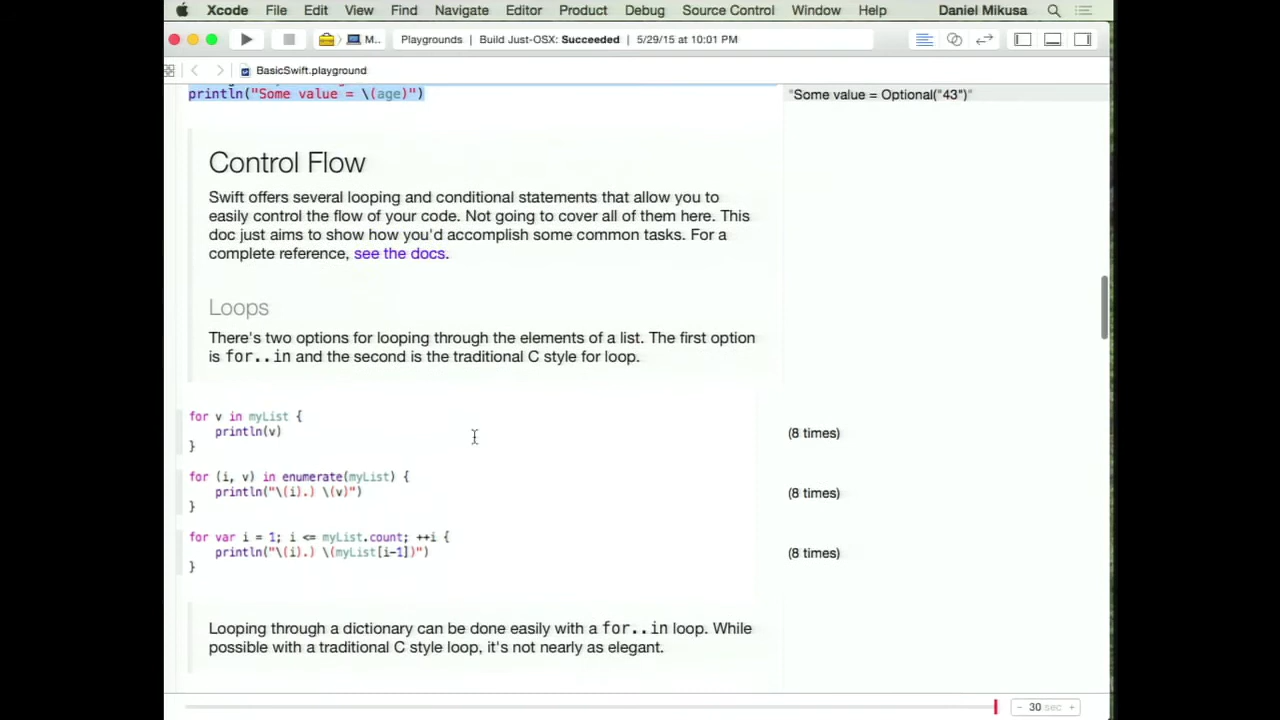 Xcode File Edit View Find Navigate Editor Product Debug Source Control Window Help Daniel Mikusa
M.. Playgrounds | Build Just-OSX: Succeeded | 5/29/15 at 10:01 PM
BasicSwift.playground
println("Some value = \(age)") "Some value = Optional("43")"
Control Flow
Swift offers several looping and conditional statements that allow you to
easily control the flow of your code. Not going to cover all of them here. This
doc just aims to show how you'd accomplish some common tasks. For a
complete reference, see the docs.
Loops
There's two options for looping through the elements of a list. The first option
is for..in and the second is the traditional C style for loop.
for v in myList {
println(v) (8 times)
}
for (i, v) in enumerate(myList) {
println("\(i).) \(v)") (8 times)
}
for var i = 1; i <= myList.count; ++i {
println("\(i).) \(myList[i-1])") (8 times)
}
Looping through a dictionary can be done easily with a for..in loop. While
possible with a traditional C style loop, it's not nearly as elegant.
- 30 sec +